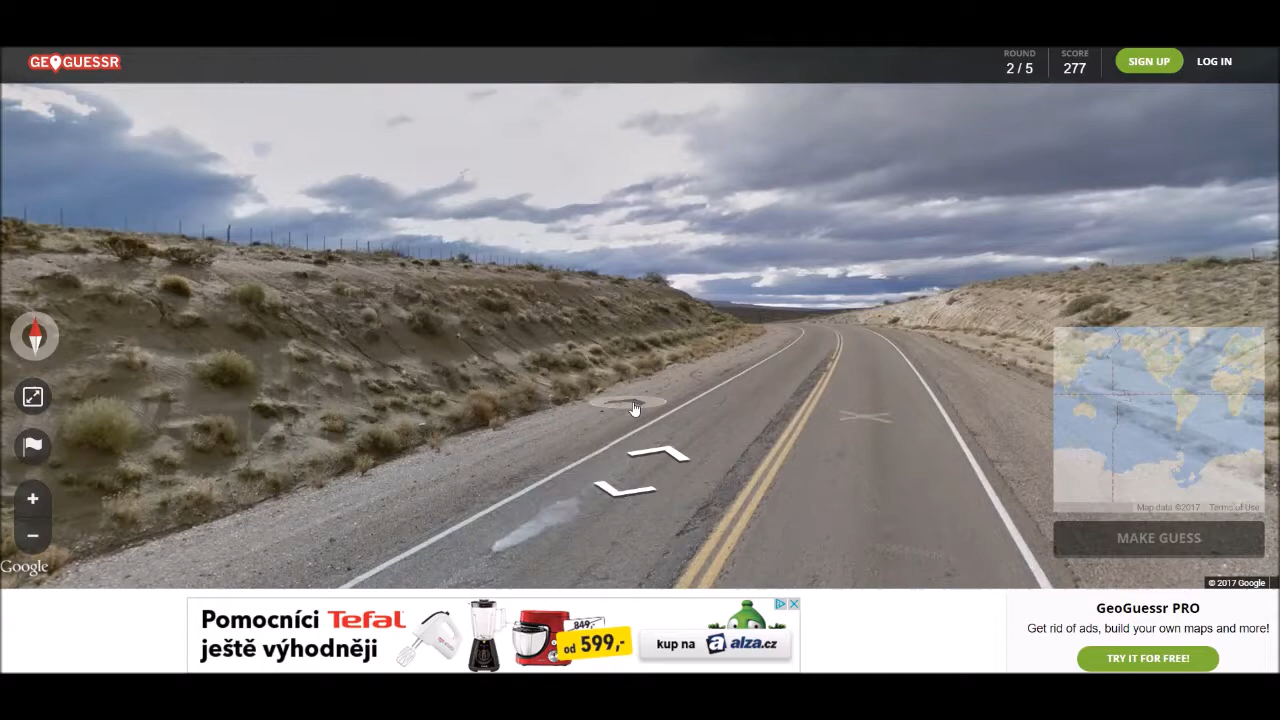 GEOGUESSR
ROUND
2 / 5
SCORE
277
SIGN UP
LOG IN
Map data ©2017 Terms of Use
MAKE GUESS
Google
© 2017 Google
Pomocníci Tefal
ještě výhodněji
849,-
od 599,-
kup na alza.cz
GeoGuessr PRO
Get rid of ads, build your own maps and more!
TRY IT FOR FREE!